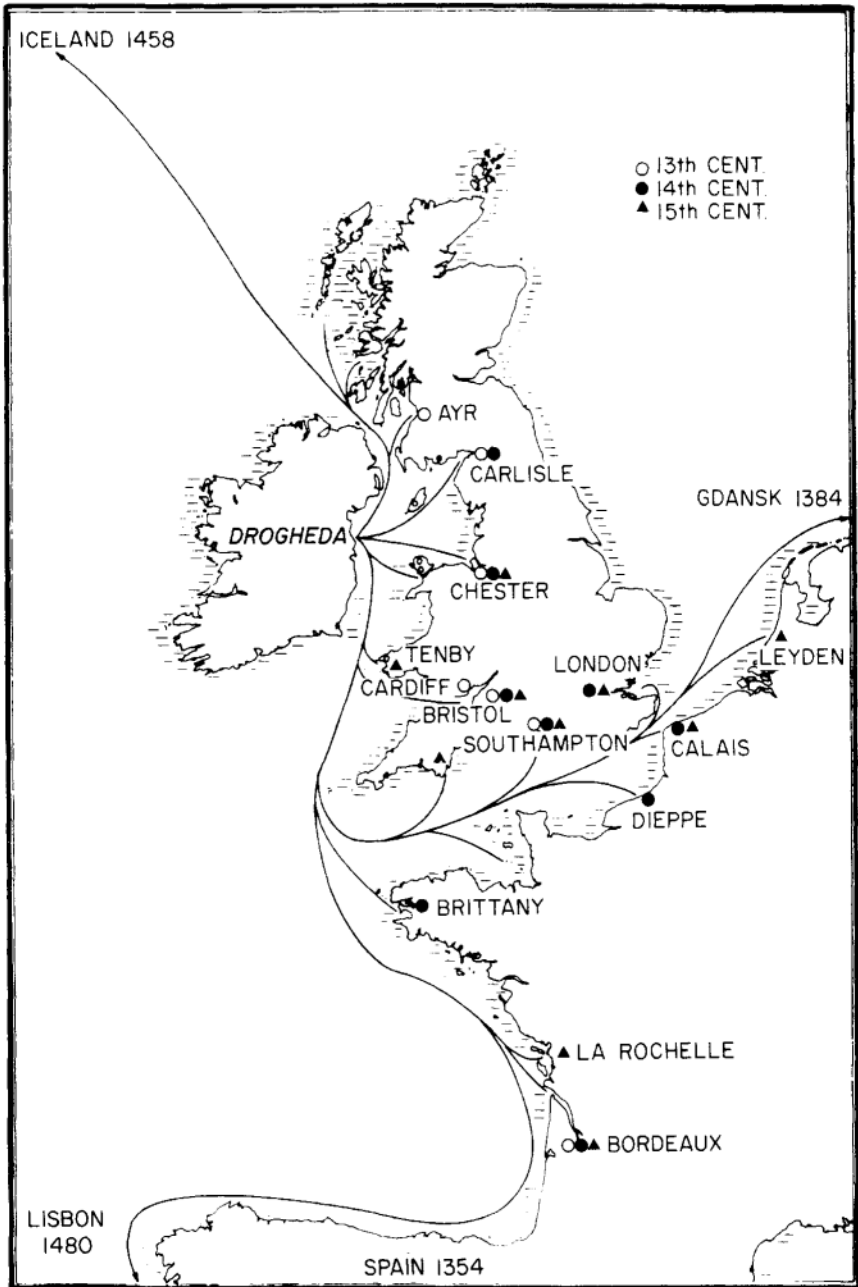 ICELAND 1458
○ 13th CENT.
● 14th CENT.
▲ 15th CENT.
AYR
CARLISLE
GDANSK 1384
DROGHEDA
CHESTER
TENBY
LONDON
LEYDEN
CARDIFF
BRISTOL
SOUTHAMPTON
CALAIS
DIEPPE
BRITTANY
LA ROCHELLE
BORDEAUX
LISBON
1480
SPAIN 1354